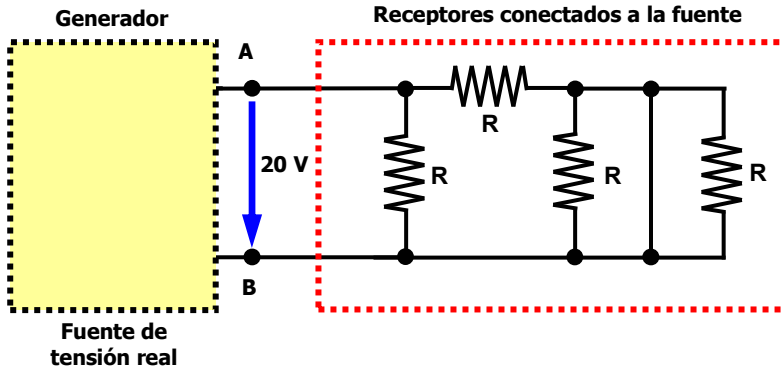 Generador
Receptores conectados a la fuente
A
R
20 V
R
R
R
B
Fuente de
tensión real